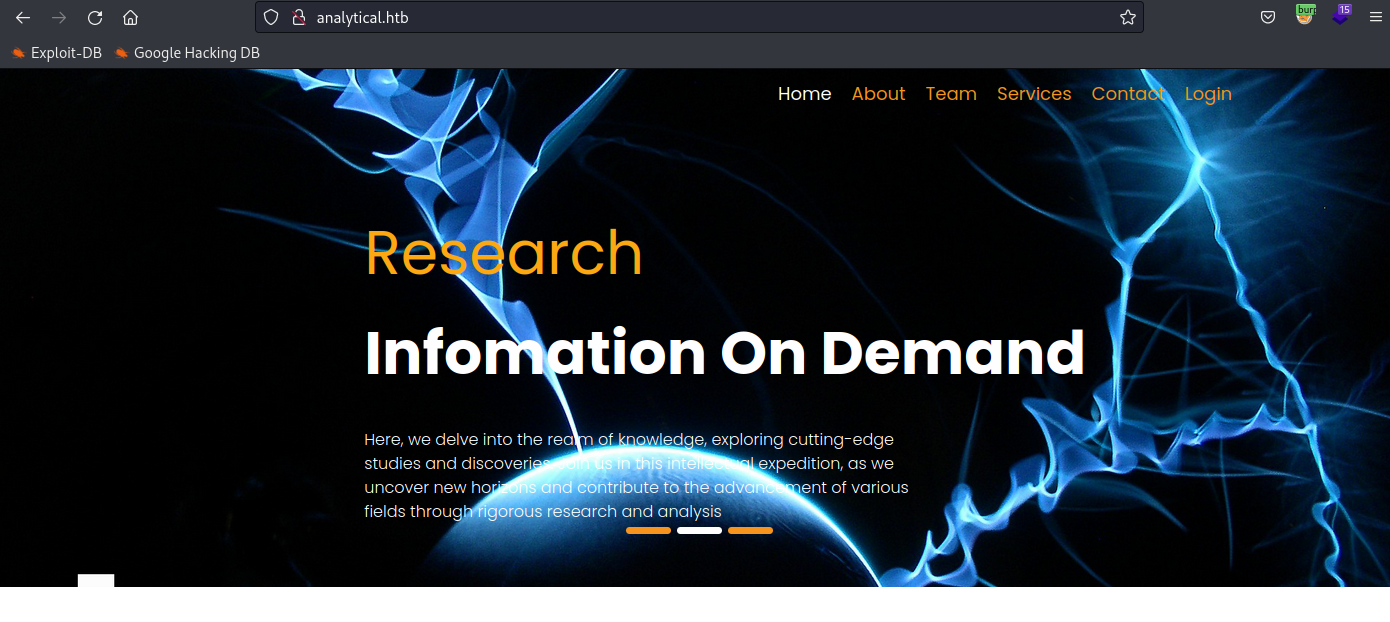 analytical.htb
burp
15
Exploit-DB
Google Hacking DB
Home About Team Services Contact Login
Research
Infomation On Demand
Here, we delve into the realm of knowledge, exploring cutting-edge
studies and discoveries. Join us in this intellectual expedition, as we
uncover new horizons and contribute to the advancement of various
fields through rigorous research and analysis